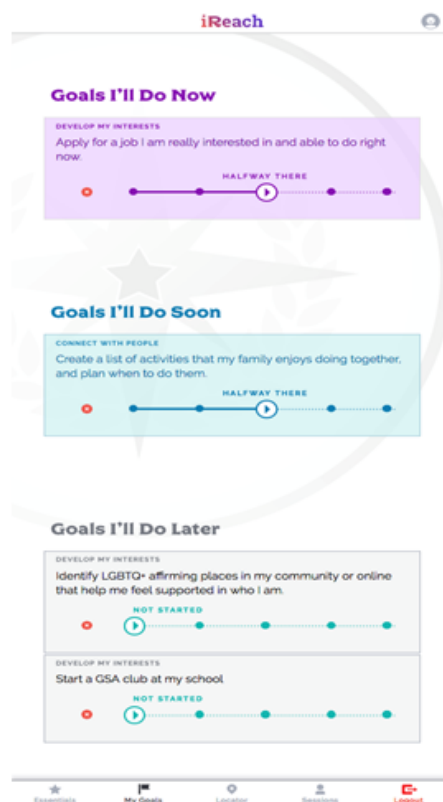 iReach
Goals I'll Do Now
DEVELOP MY INTERESTS
Apply for a job I am really interested in and able to do right
now.
HALFWAY THERE
Goals I'll Do Soon
CONNECT WITH PEOPLE
Create a list of activities that my family enjoys doing together,
and plan when to do them.
HALFWAY THERE
Goals I'll Do Later
DEVELOP MY INTERESTS
Identify LGBTQ+ affirming places in my community or online
that help me feel supported in who I am.
NOT STARTED
DEVELOP MY INTERESTS
Start a GSA club at my school
NOT STARTED
Essentials My Goals Locator Sessions Logout